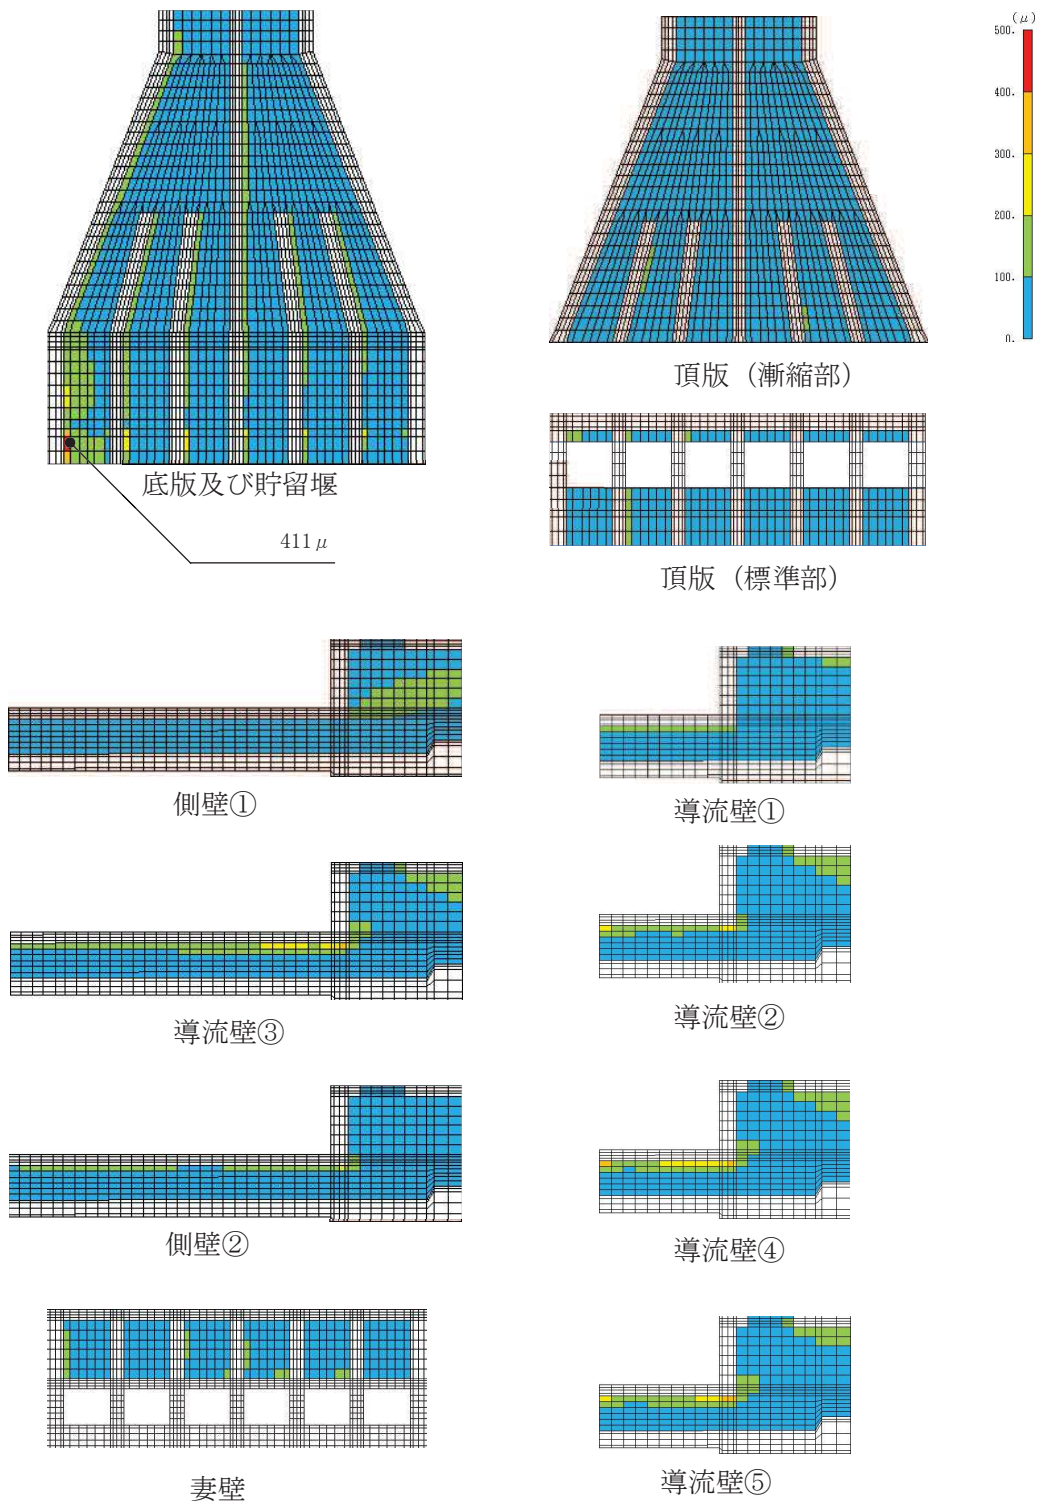 (μ)
500.
400.
300.
200.
100.
0.
頂版（漸縮部）
底版及び貯留堰
411μ
頂版（標準部）
側壁①
導流壁①
導流壁③
導流壁②
側壁②
導流壁④
妻壁
導流壁⑤